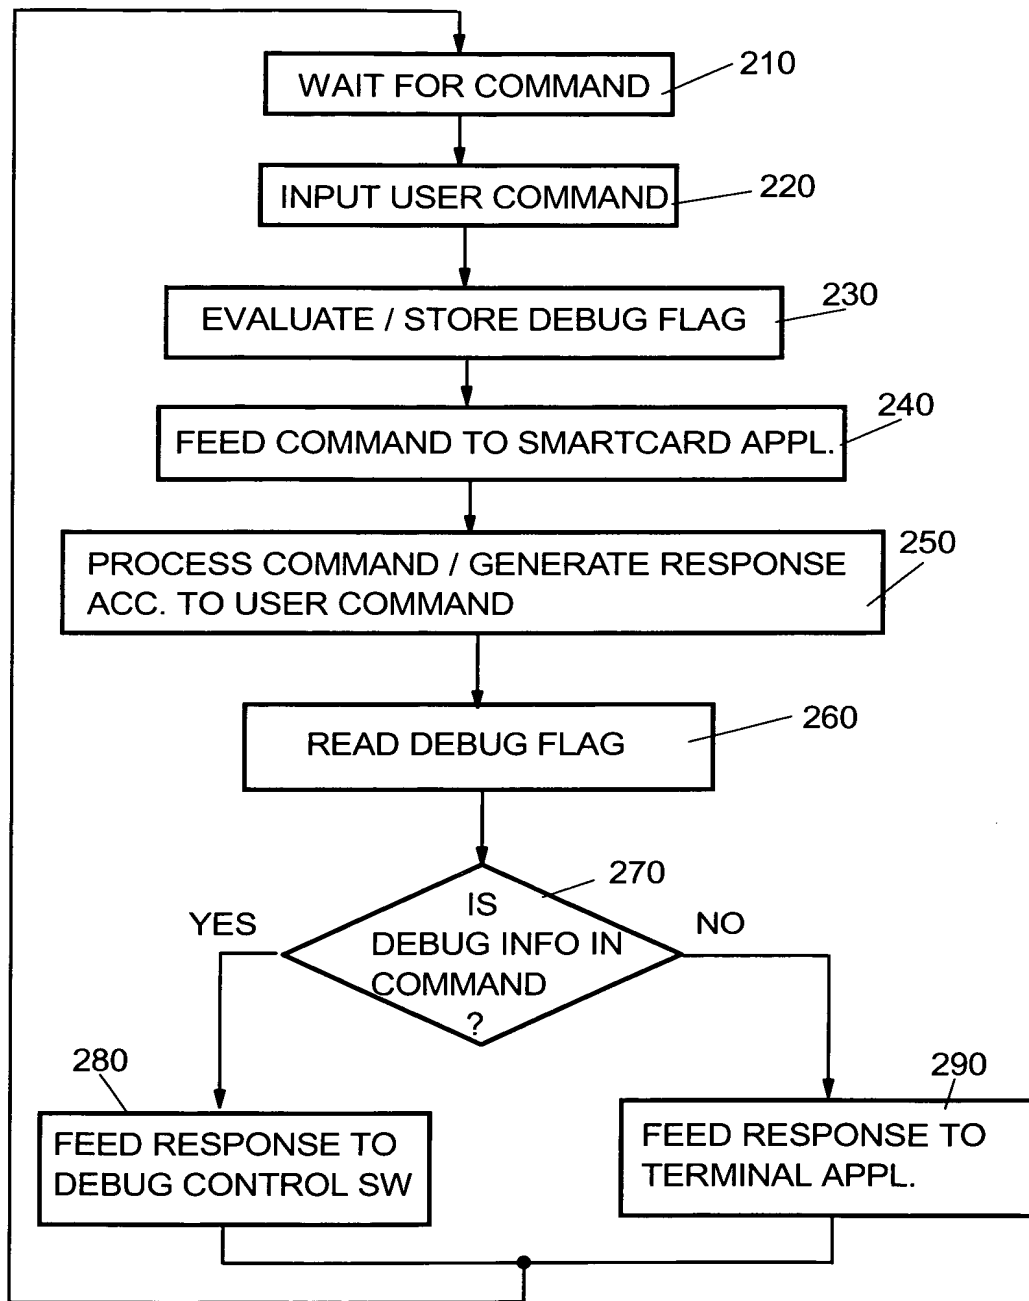 WAIT FOR COMMAND
210
INPUT USER COMMAND
220
EVALUATE / STORE DEBUG FLAG
230
FEED COMMAND TO SMARTCARD APPL.
240
PROCESS COMMAND / GENERATE RESPONSE
ACC. TO USER COMMAND
250
READ DEBUG FLAG
260
270
IS
DEBUG INFO IN
COMMAND
?
YES
NO
280
FEED RESPONSE TO
DEBUG CONTROL SW
290
FEED RESPONSE TO
TERMINAL APPL.